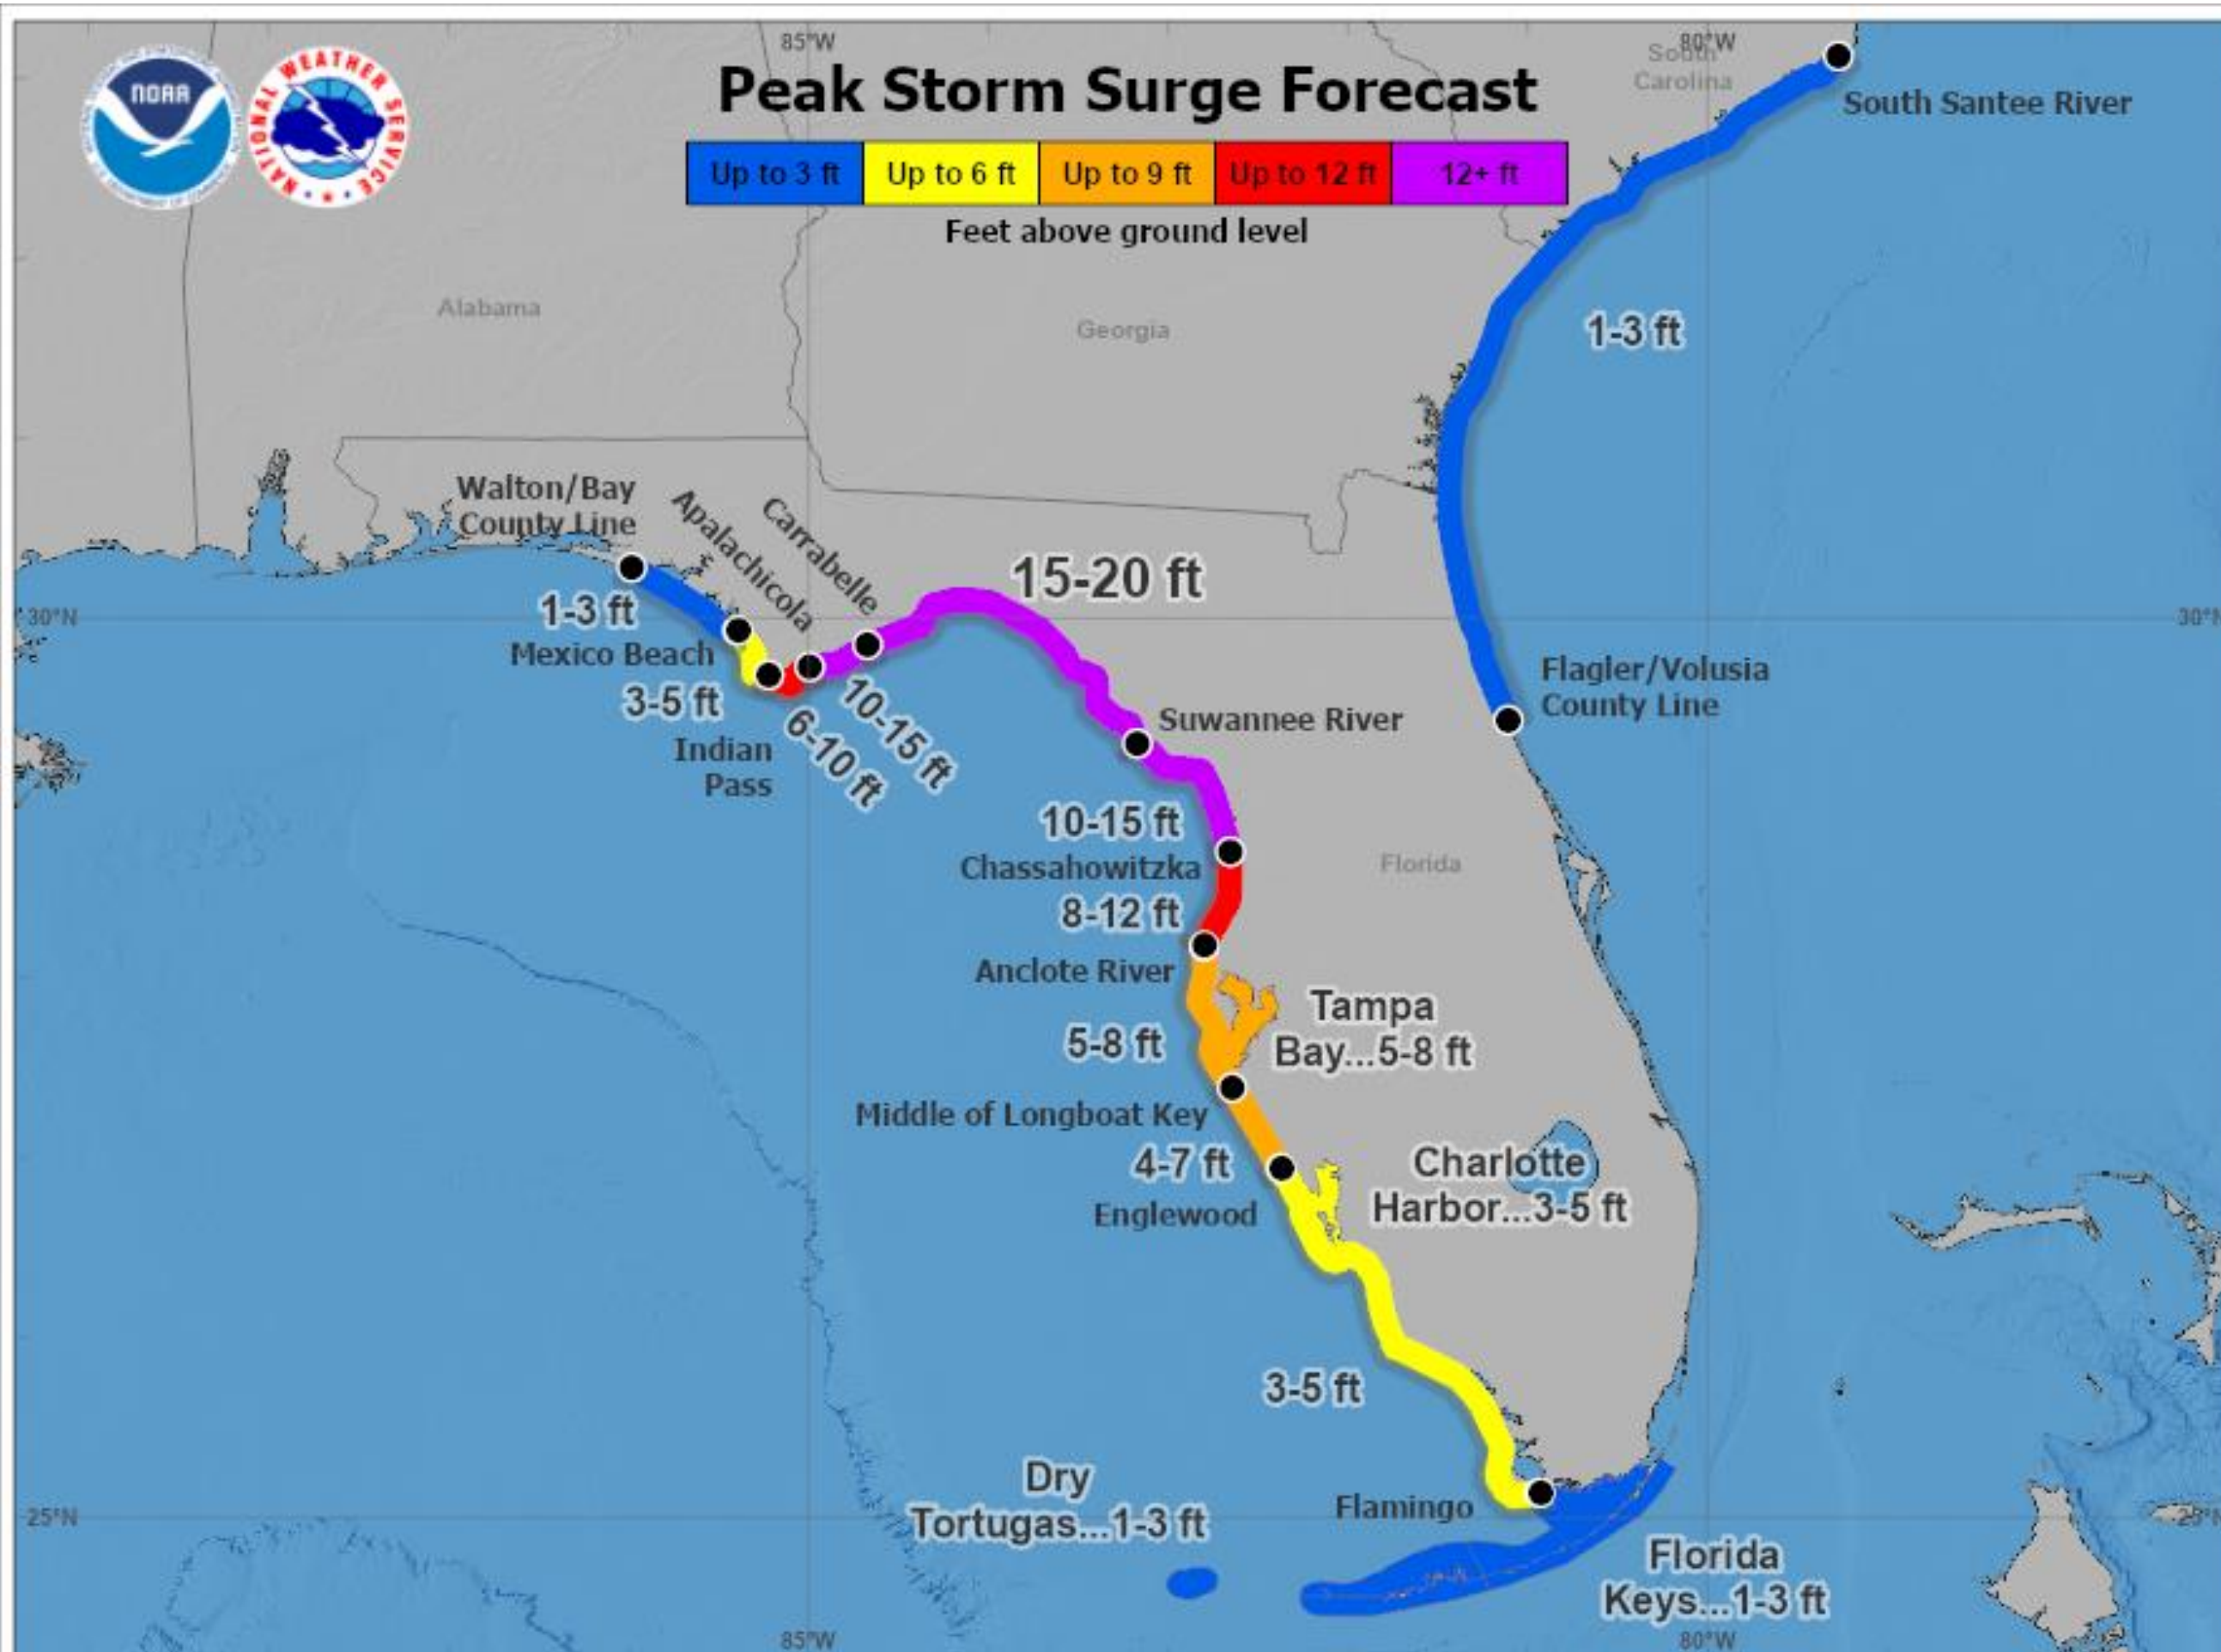 85°W
80°W
South
Carolina
NOAA
NATIONAL WEATHER SERVICE
Peak Storm Surge Forecast
South Santee River
Up to 3 ft
Up to 6 ft
Up to 9 ft
Up to 12 ft
12+ ft
Feet above ground level
Alabama
Georgia
1-3 ft
Walton/Bay
County Line
Apalachicola
Carrabelle
15-20 ft
1-3 ft
30°N
30°N
Mexico Beach
3-5 ft
Indian
Pass
6-10 ft
10-15 ft
Suwannee River
Flagler/Volusia
County Line
10-15 ft
Chassahowitzka
Florida
8-12 ft
Anclote River
5-8 ft
Tampa
Bay...5-8 ft
Middle of Longboat Key
4-7 ft
Englewood
Charlotte
Harbor...3-5 ft
3-5 ft
Dry
Tortugas...1-3 ft
Flamingo
25°N
25°N
Florida
Keys...1-3 ft
85°W
80°W